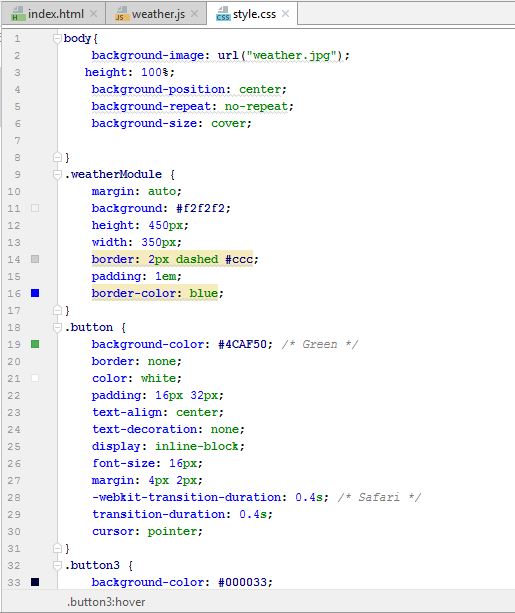 index.html weather.js style.css
1 body{
2 background-image: url("weather.jpg");
3 height: 100%;
4 background-position: center;
5 background-repeat: no-repeat;
6 background-size: cover;
7
8 }
9 .weatherModule {
10 margin: auto;
11 background: #f2f2f2;
12 height: 450px;
13 width: 350px;
14 border: 2px dashed #ccc;
15 padding: 1em;
16 border-color: blue;
17 }
18 .button {
19 background-color: #4CAF50; /* Green */
20 border: none;
21 color: white;
22 padding: 16px 32px;
23 text-align: center;
24 text-decoration: none;
25 display: inline-block;
26 font-size: 16px;
27 margin: 4px 2px;
28 -webkit-transition-duration: 0.4s; /* Safari */
29 transition-duration: 0.4s;
30 cursor: pointer;
31 }
32 .button3 {
33 background-color: #000033;
.button3:hover